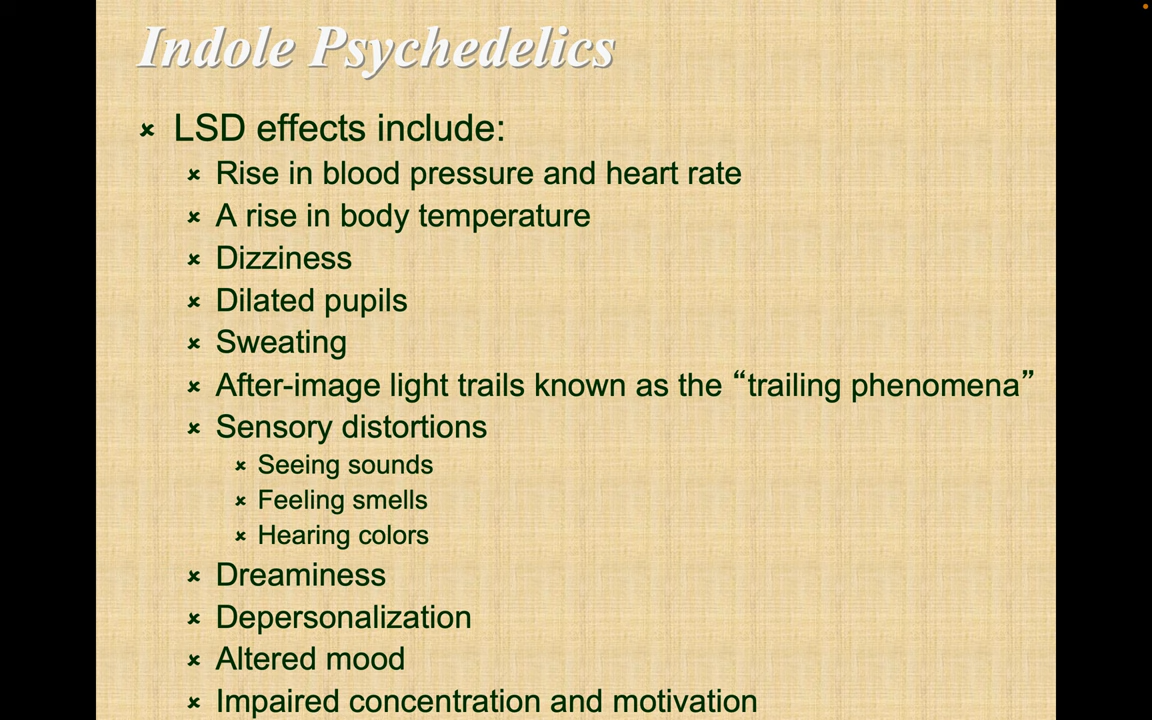 Indole Psychedelics
LSD effects include:
Rise in blood pressure and heart rate
A rise in body temperature
Dizziness
Dilated pupils
Sweating
After-image light trails known as the “trailing phenomena”
Sensory distortions
Seeing sounds
Feeling smells
Hearing colors
Dreaminess
Depersonalization
Altered mood
Impaired concentration and motivation